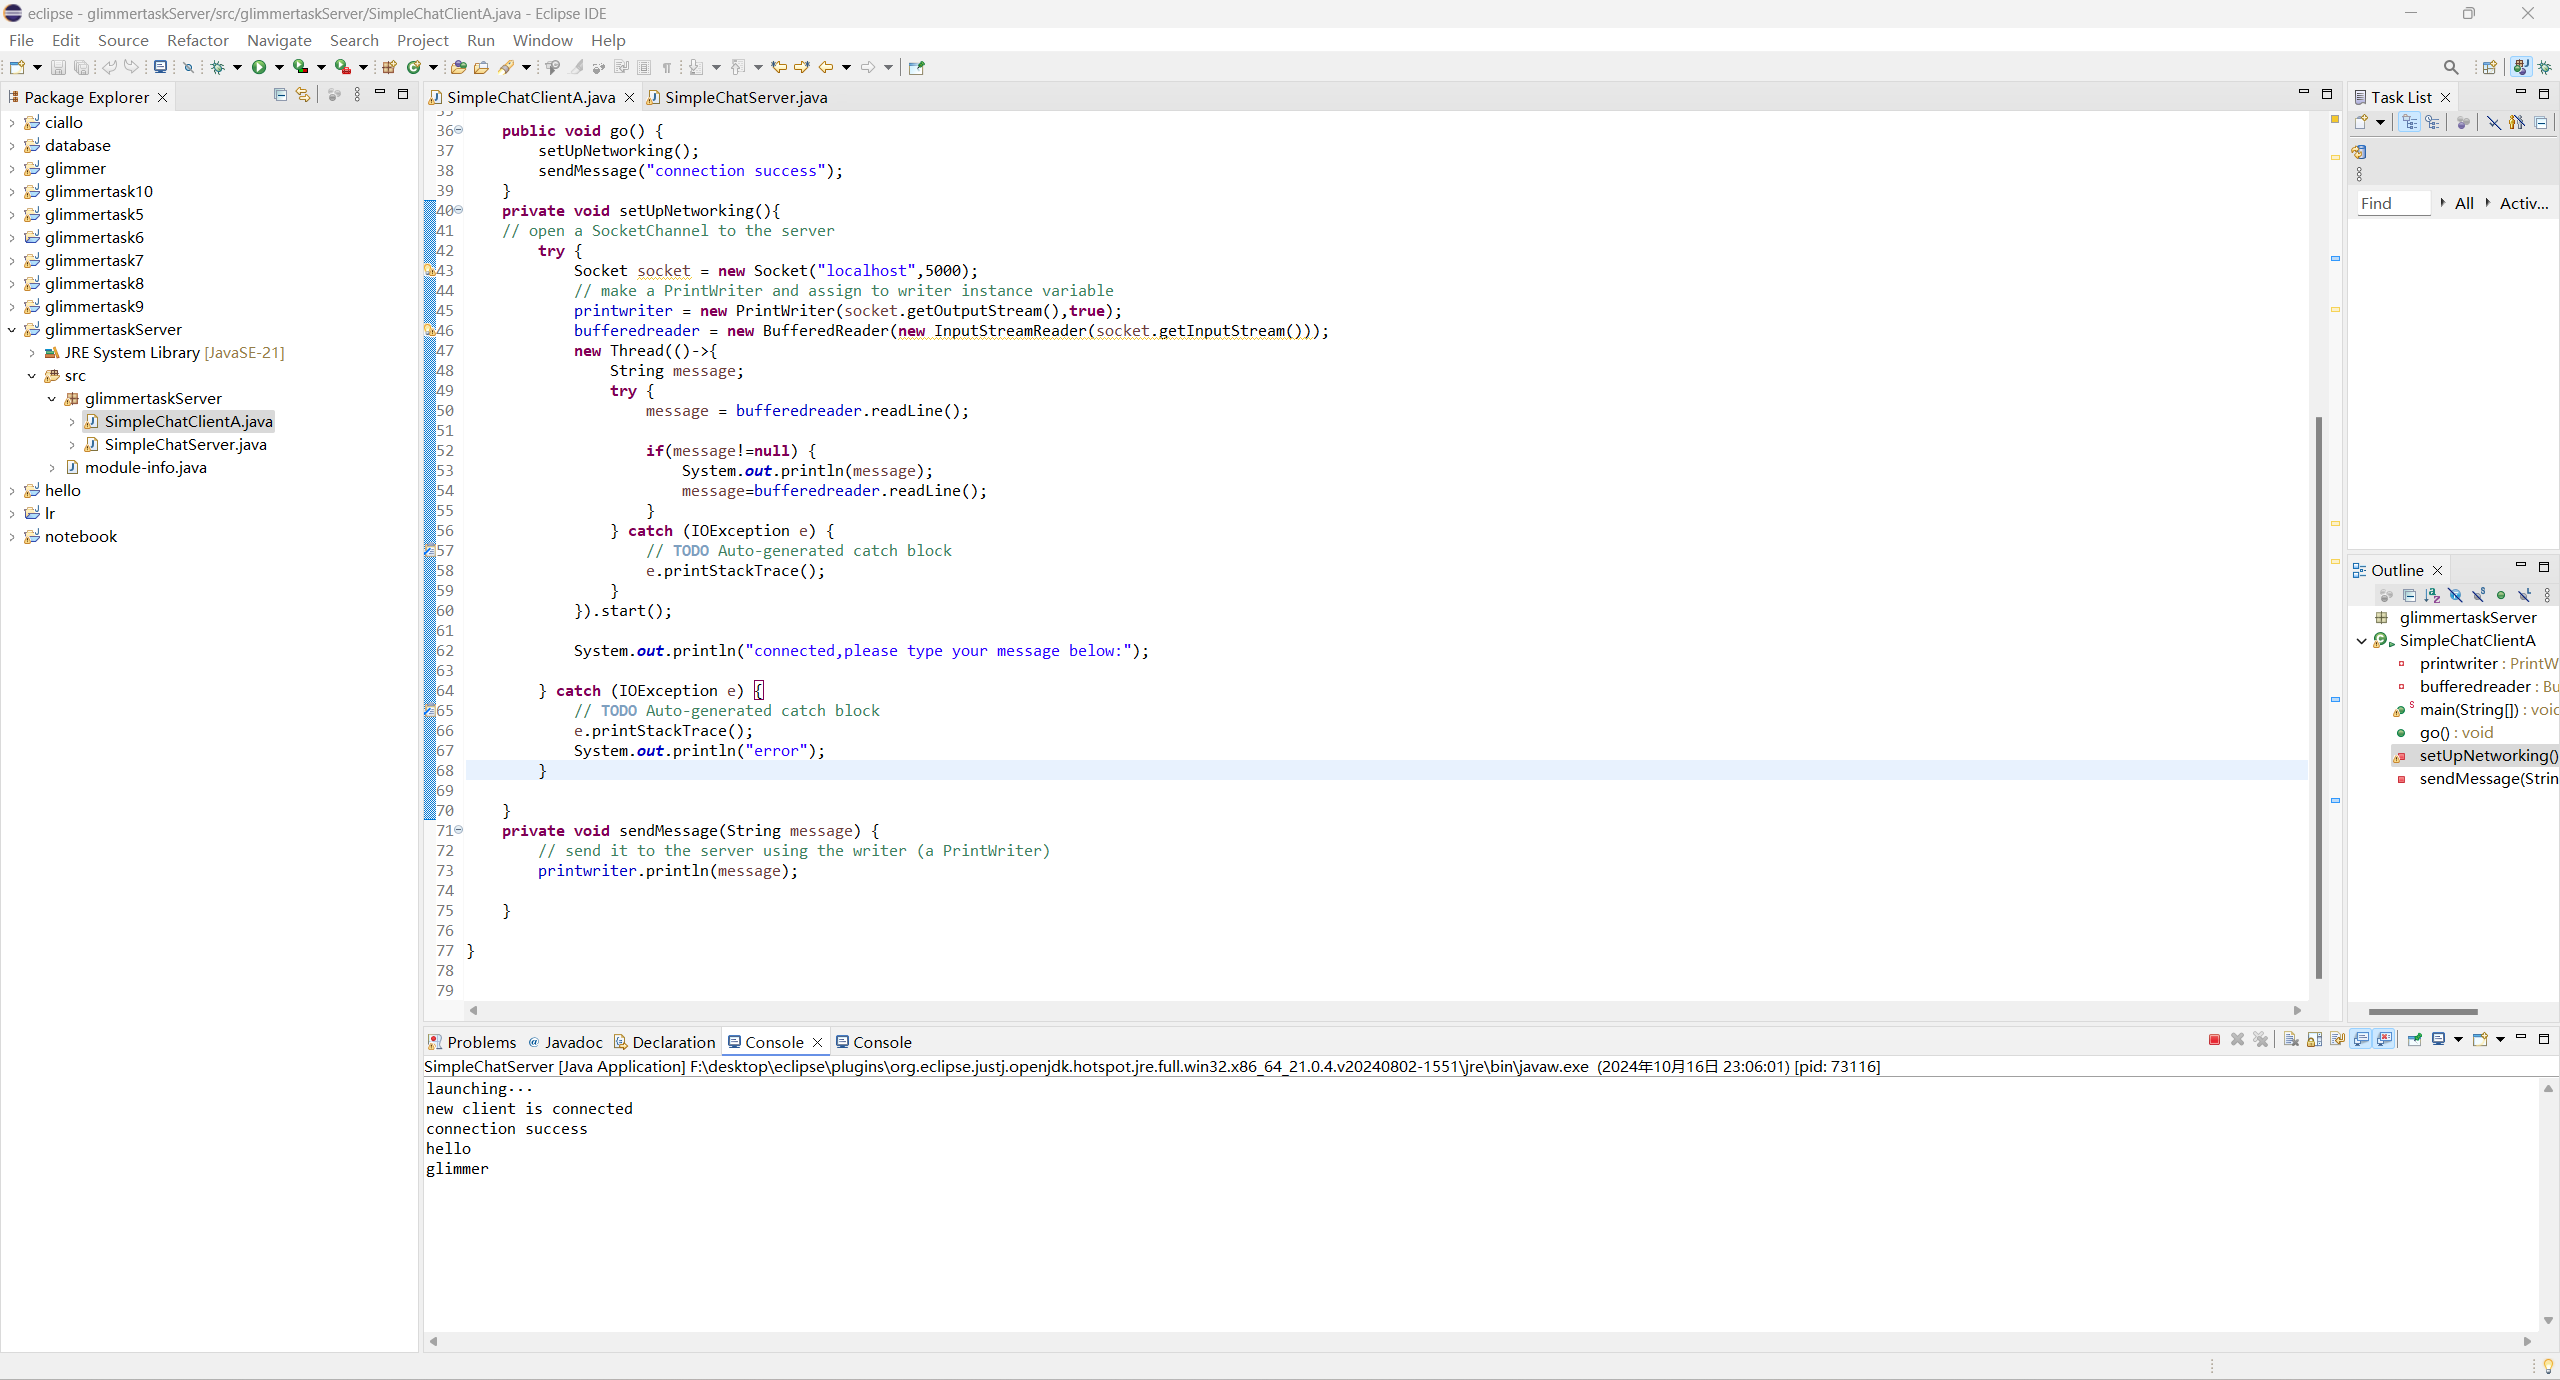 eclipse - glimmertaskServer/src/glimmertaskServer/SimpleChatClientA.java - Eclipse IDE
File Edit Source Refactor Navigate Search Project Run Window Help
Package Explorer
ciallo
database
glimmer
glimmertask10
glimmertask5
glimmertask6
glimmertask7
glimmertask8
glimmertask9
glimmertaskServer
JRE System Library [JavaSE-21]
src
glimmertaskServer
SimpleChatClientA.java
SimpleChatServer.java
module-info.java
hello
lr
notebook
SimpleChatClientA.java SimpleChatServer.java
36 public void go() {
37 setUpNetworking();
38 sendMessage("connection success");
39 }
40 private void setUpNetworking(){
41 // open a SocketChannel to the server
42 try {
43 Socket socket = new Socket("localhost",5000);
44 // make a PrintWriter and assign to writer instance variable
45 printwriter = new PrintWriter(socket.getOutputStream(),true);
46 bufferedreader = new BufferedReader(new InputStreamReader(socket.getInputStream()));
47 new Thread(()->{
48 String message;
49 try {
50 message = bufferedreader.readLine();
51
52 if(message!=null) {
53 System.out.println(message);
54 message=bufferedreader.readLine();
55 }
56 } catch (IOException e) {
57 // TODO Auto-generated catch block
58 e.printStackTrace();
59 }
60 }).start();
61
62 System.out.println("connected,please type your message below:");
63
64 } catch (IOException e) {
65 // TODO Auto-generated catch block
66 e.printStackTrace();
67 System.out.println("error");
68 }
69
70 }
71 private void sendMessage(String message) {
72 // send it to the server using the writer (a PrintWriter)
73 printwriter.println(message);
74
75 }
76
77 }
78
79
Task List
Find All Activ...
Outline
glimmertaskServer
SimpleChatClientA
printwriter : PrintW
bufferedreader : Bu
main(String[]) : voic
go() : void
setUpNetworking()
sendMessage(Strin
Problems Javadoc Declaration Console Console
SimpleChatServer [Java Application] F:\desktop\eclipse\plugins\org.eclipse.justj.openjdk.hotspot.jre.full.win32.x86_64_21.0.4.v20240802-1551\jre\bin\javaw.exe (2024年10月16日 23:06:01) [pid: 73116]
launching···
new client is connected
connection success
hello
glimmer